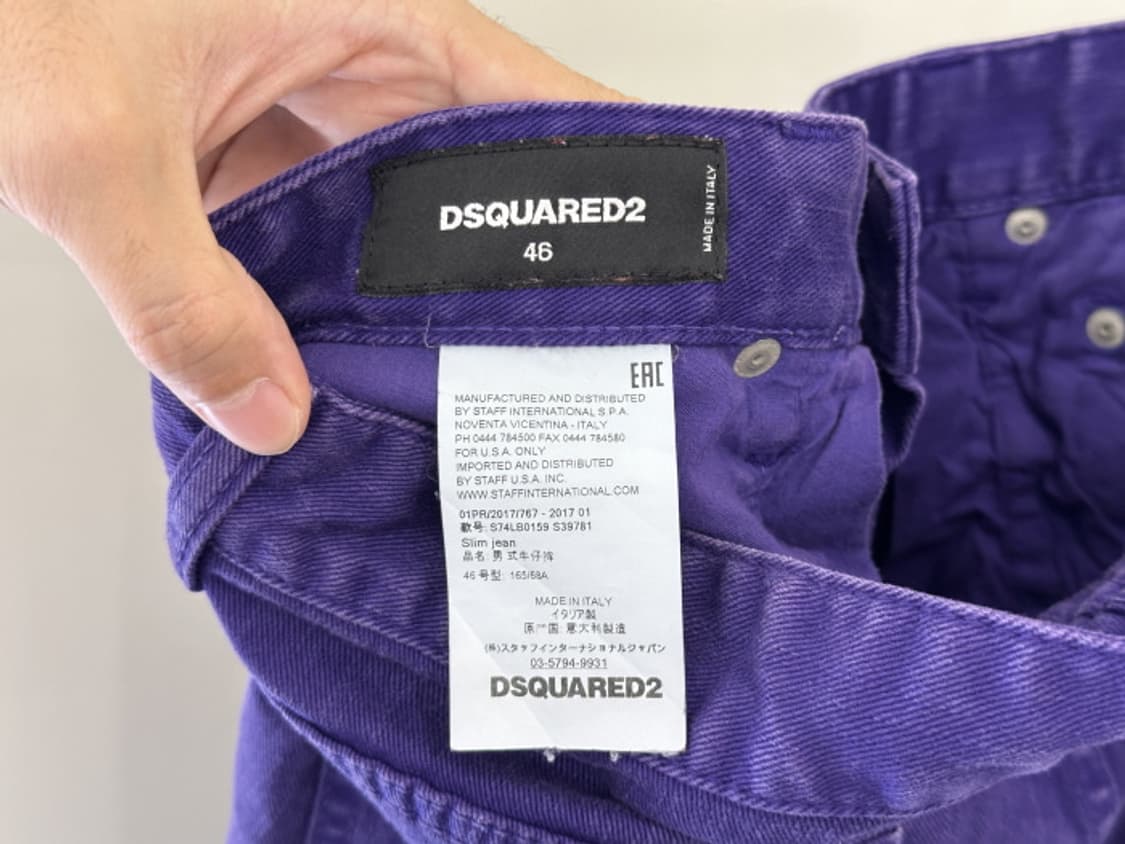 DSQUARED2
46
MADE IN ITALY
EAC
MANUFACTURED AND DISTRIBUTED
BY STAFF INTERNATIONAL S.P.A.
NOVENTA VICENTINA - ITALY
PH 0444 784500 FAX 0444 784580
FOR U.S.A. ONLY
IMPORTED AND DISTRIBUTED
BY STAFF U.S.A. INC.
WWW.STAFFINTERNATIONAL.COM
01PR/2017/767 - 2017 01
款号: S74LB0159 S39781
Slim jean
品名: 男式牛仔裤
46 号型: 165/68A
MADE IN ITALY
イタリア製
原产国: 意大利製造
(株)スタッフインターナショナルジャパン
03-5794-9931
DSQUARED2